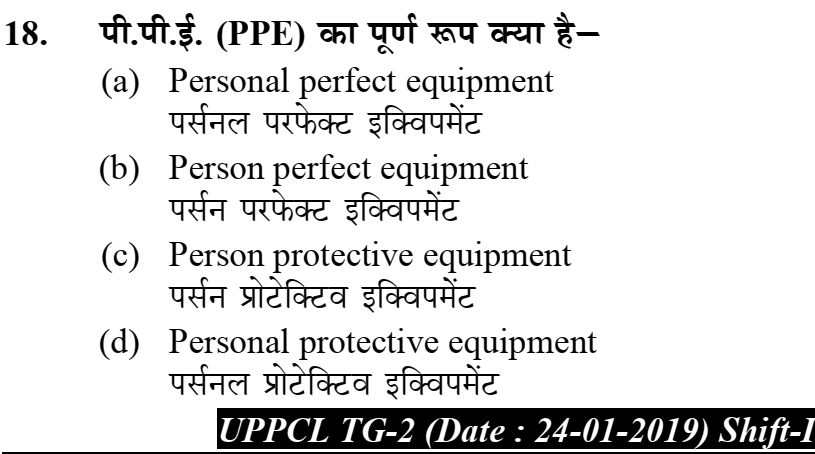 18. पी.पी.ई. (PPE) का पूर्ण रूप क्या है–
(a) Personal perfect equipment
पर्सनल परफेक्ट इक्विपमेंट
(b) Person perfect equipment
पर्सन परफेक्ट इक्विपमेंट
(c) Person protective equipment
पर्सन प्रोटेक्टिव इक्विपमेंट
(d) Personal protective equipment
पर्सनल प्रोटेक्टिव इक्विपमेंट
UPPCL TG-2 (Date : 24-01-2019) Shift-I